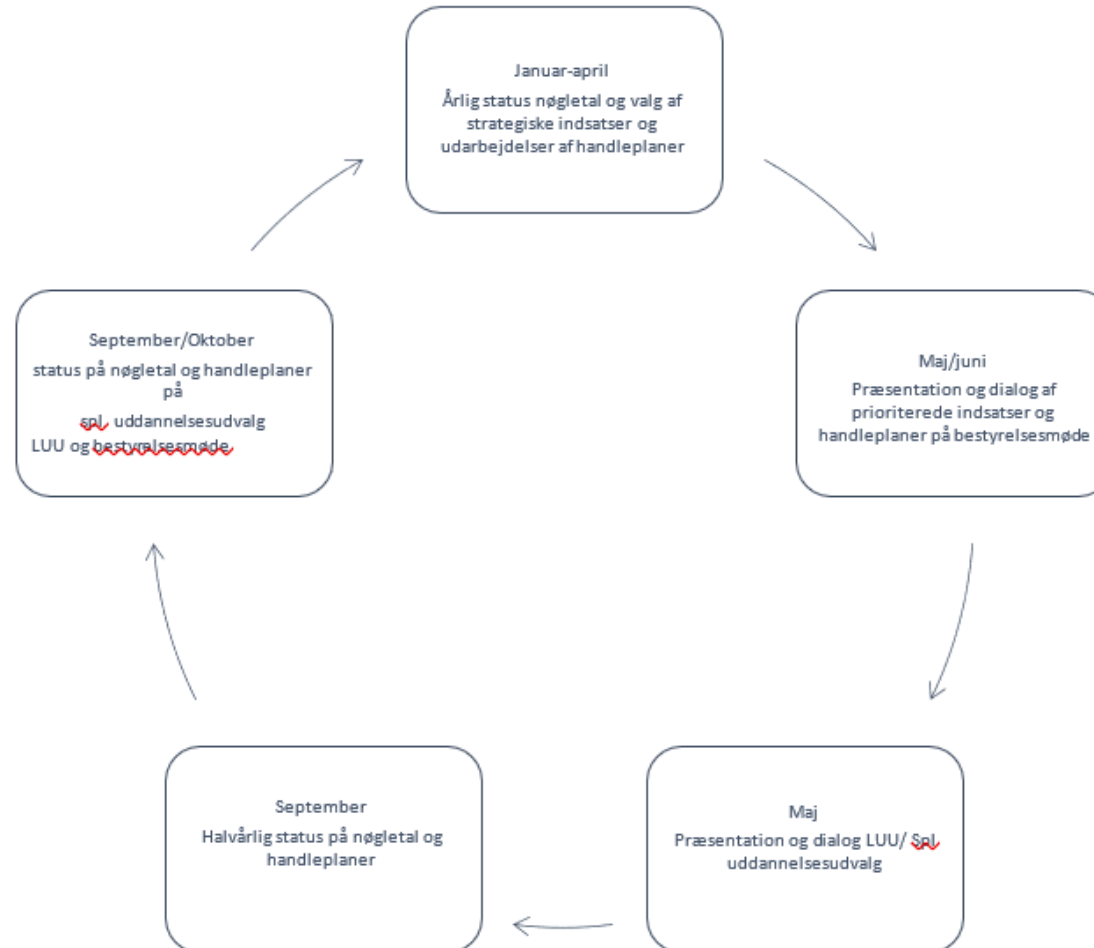 Januar-april
Årlig status nøgletal og valg af
strategiske indsatser og
udarbejdelser af handleplaner
Maj/juni
Præsentation og dialog af
prioriterede indsatser og
handleplaner på bestyrelsesmøde
Maj
Præsentation og dialog LUU/ Spl.
uddannelsesudvalg
September
Halvårlig status på nøgletal og
handleplaner
September/Oktober
status på nøgletal og handleplaner
på
spl. uddannelsesudvalg
LUU og bestyrelsesmøde.